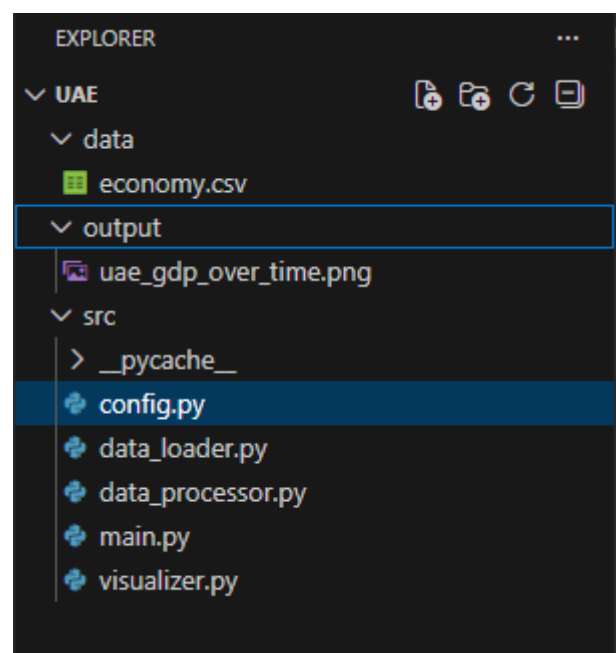 EXPLORER ...
UAE
data
economy.csv
output
uae_gdp_over_time.png
src
__pycache__
config.py
data_loader.py
data_processor.py
main.py
visualizer.py